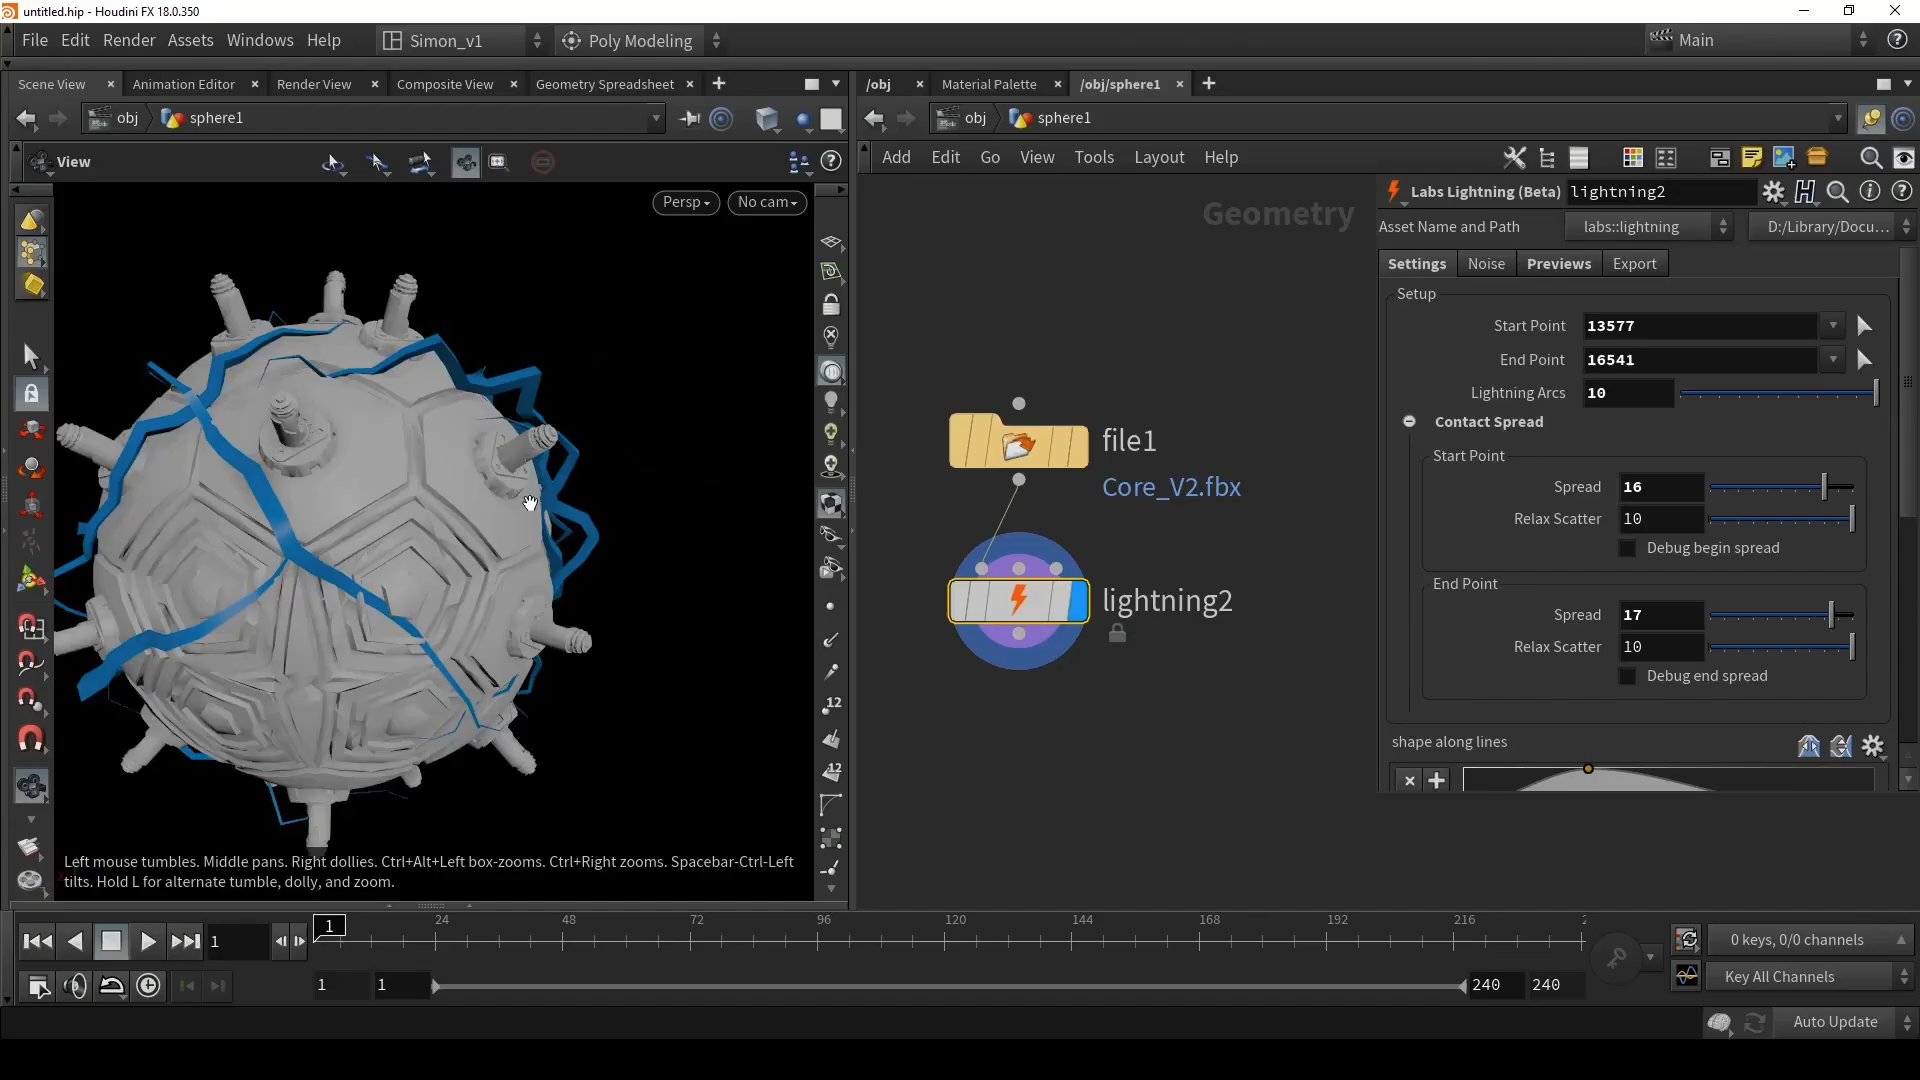 untitled.hip - Houdini FX 18.0.350
File Edit Render Assets Windows Help Simon_v1 Poly Modeling Main
Scene View Animation Editor Render View Composite View Geometry Spreadsheet
/obj Material Palette /obj/sphere1
obj sphere1
obj sphere1
View
Add Edit Go View Tools Layout Help
Persp No cam
Geometry
Labs Lightning (Beta) lightning2
Asset Name and Path labs::lightning D:/Library/Docu...
Settings Noise Previews Export
Setup
Start Point 13577
End Point 16541
Lightning Arcs 10
Contact Spread
Start Point
Spread 16
Relax Scatter 10
Debug begin spread
End Point
Spread 17
Relax Scatter 10
Debug end spread
shape along lines
file1
Core_V2.fbx
lightning2
12
12
Left mouse tumbles. Middle pans. Right dollies. Ctrl+Alt+Left box-zooms. Ctrl+Right zooms. Spacebar-Ctrl-Left
tilts. Hold L for alternate tumble, dolly, and zoom.
1 1 24 48 72 96 120 144 168 192 216
0 keys, 0/0 channels
1 1 240 240
Key All Channels
Auto Update